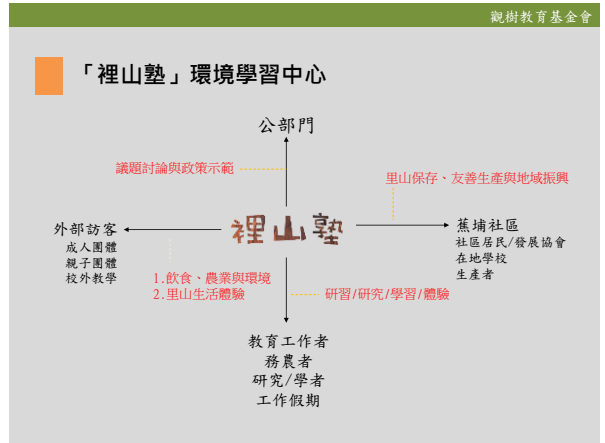 觀樹教育基金會
「裡山塾」環境學習中心
公部門
議題討論與政策示範
里山保存、友善生產與地域振興
外部訪客
成人團體
親子團體
校外教學
裡山塾
蕉埔社區
社區居民/發展協會
在地學校
生產者
1.飲食、農業與環境
2.里山生活體驗
研習/研究/學習/體驗
教育工作者
務農者
研究/學者
工作假期